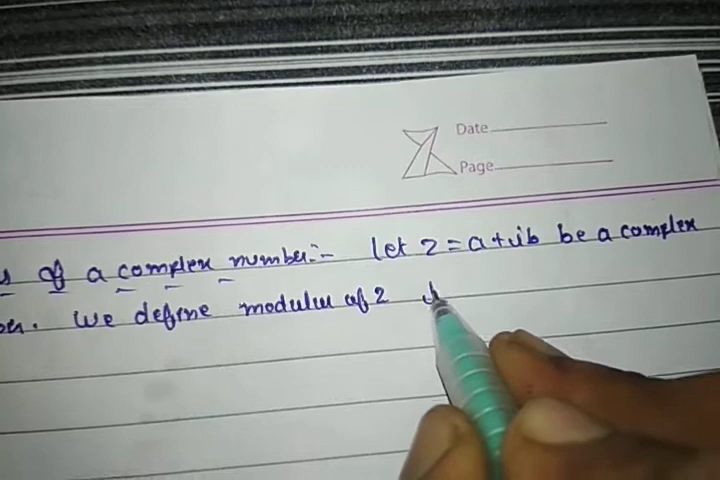 Date
Page
of a complex number:- let z = a+ib be a complex
We define modulus of z